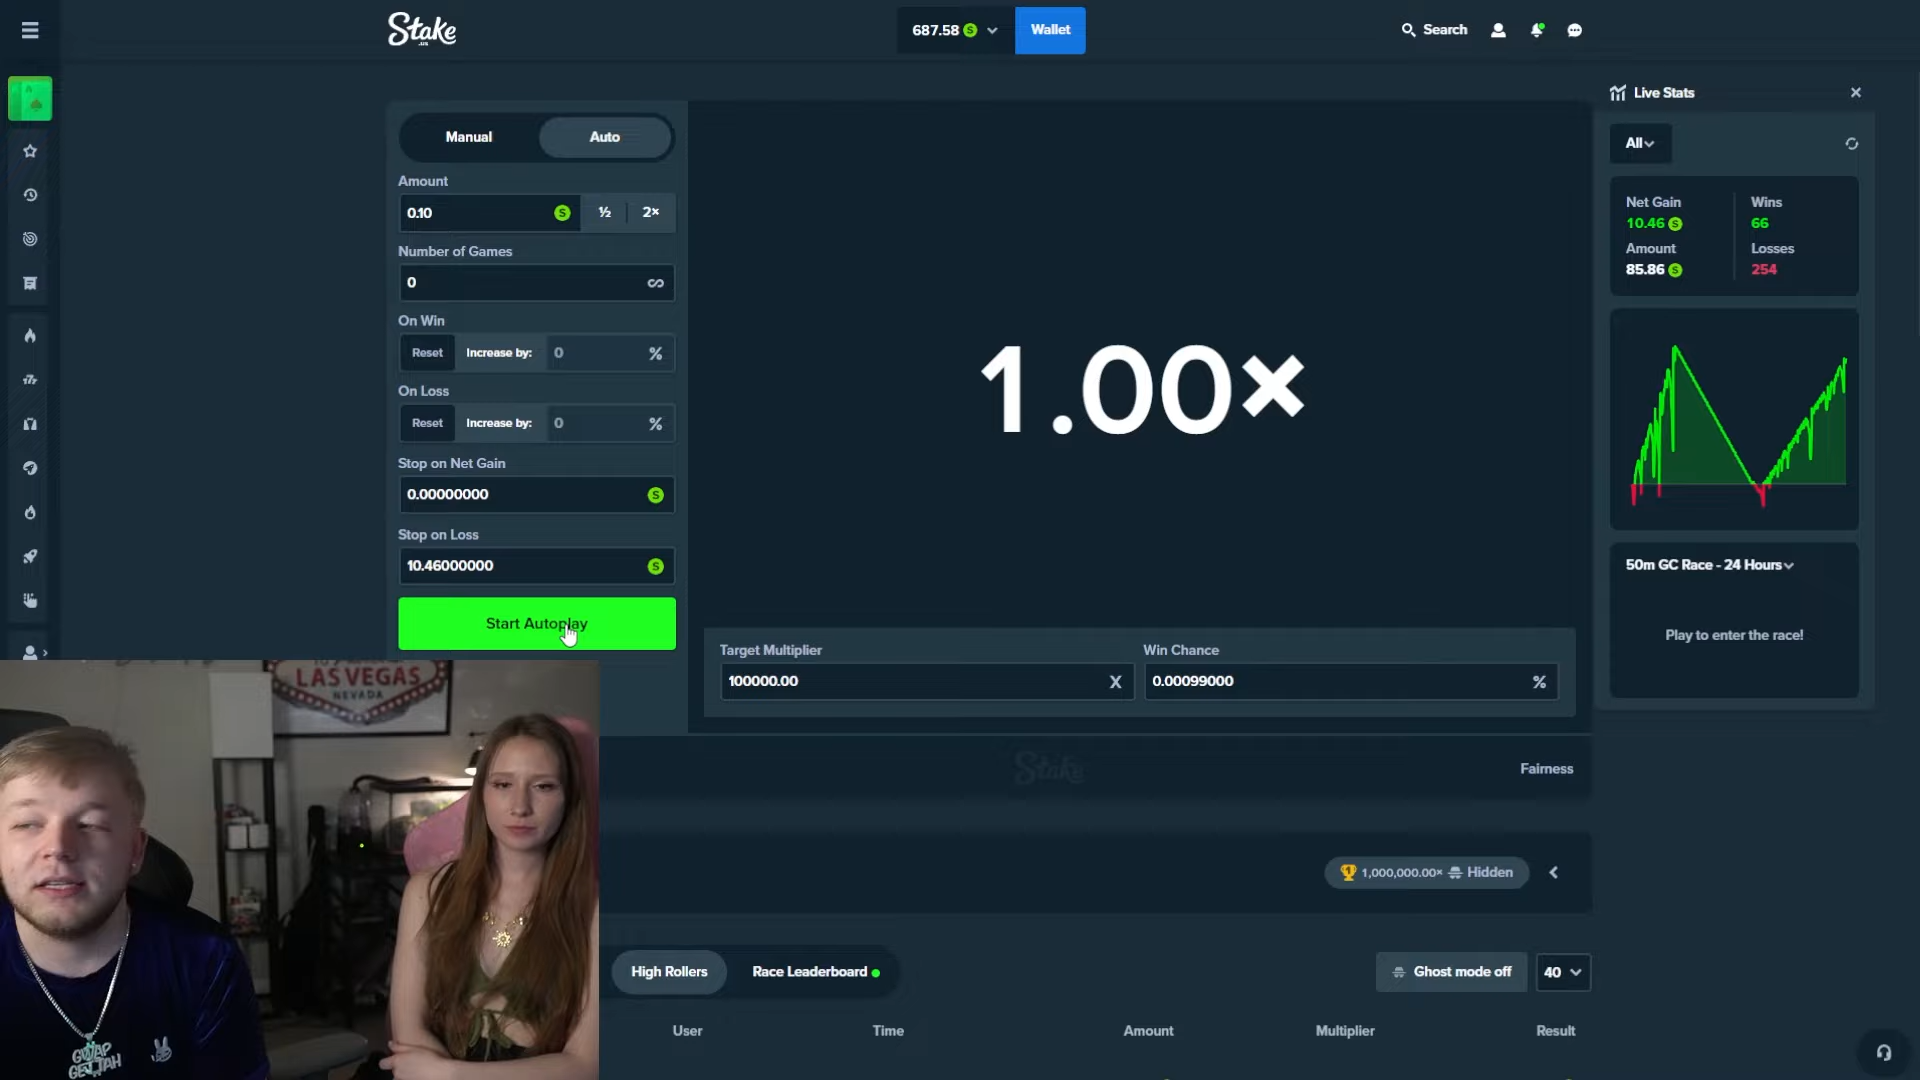 Stake
.us
687.58
Wallet
Search
Manual
Auto
Amount
0.10
½
2×
Number of Games
0
On Win
Reset
Increase by:
0
%
On Loss
Reset
Increase by:
0
%
Stop on Net Gain
0.00000000
Stop on Loss
10.46000000
Start Autoplay
1.00×
Target Multiplier
100000.00
X
Win Chance
0.00099000
%
Live Stats
All
Net Gain
10.46
Wins
66
Amount
85.86
Losses
254
50m GC Race - 24 Hours
Play to enter the race!
Stake
Fairness
1,000,000.00×
Hidden
High Rollers
Race Leaderboard
Ghost mode off
40
User
Time
Amount
Multiplier
Result
LAS VEGAS
NEVADA
GWAP
GETTAH